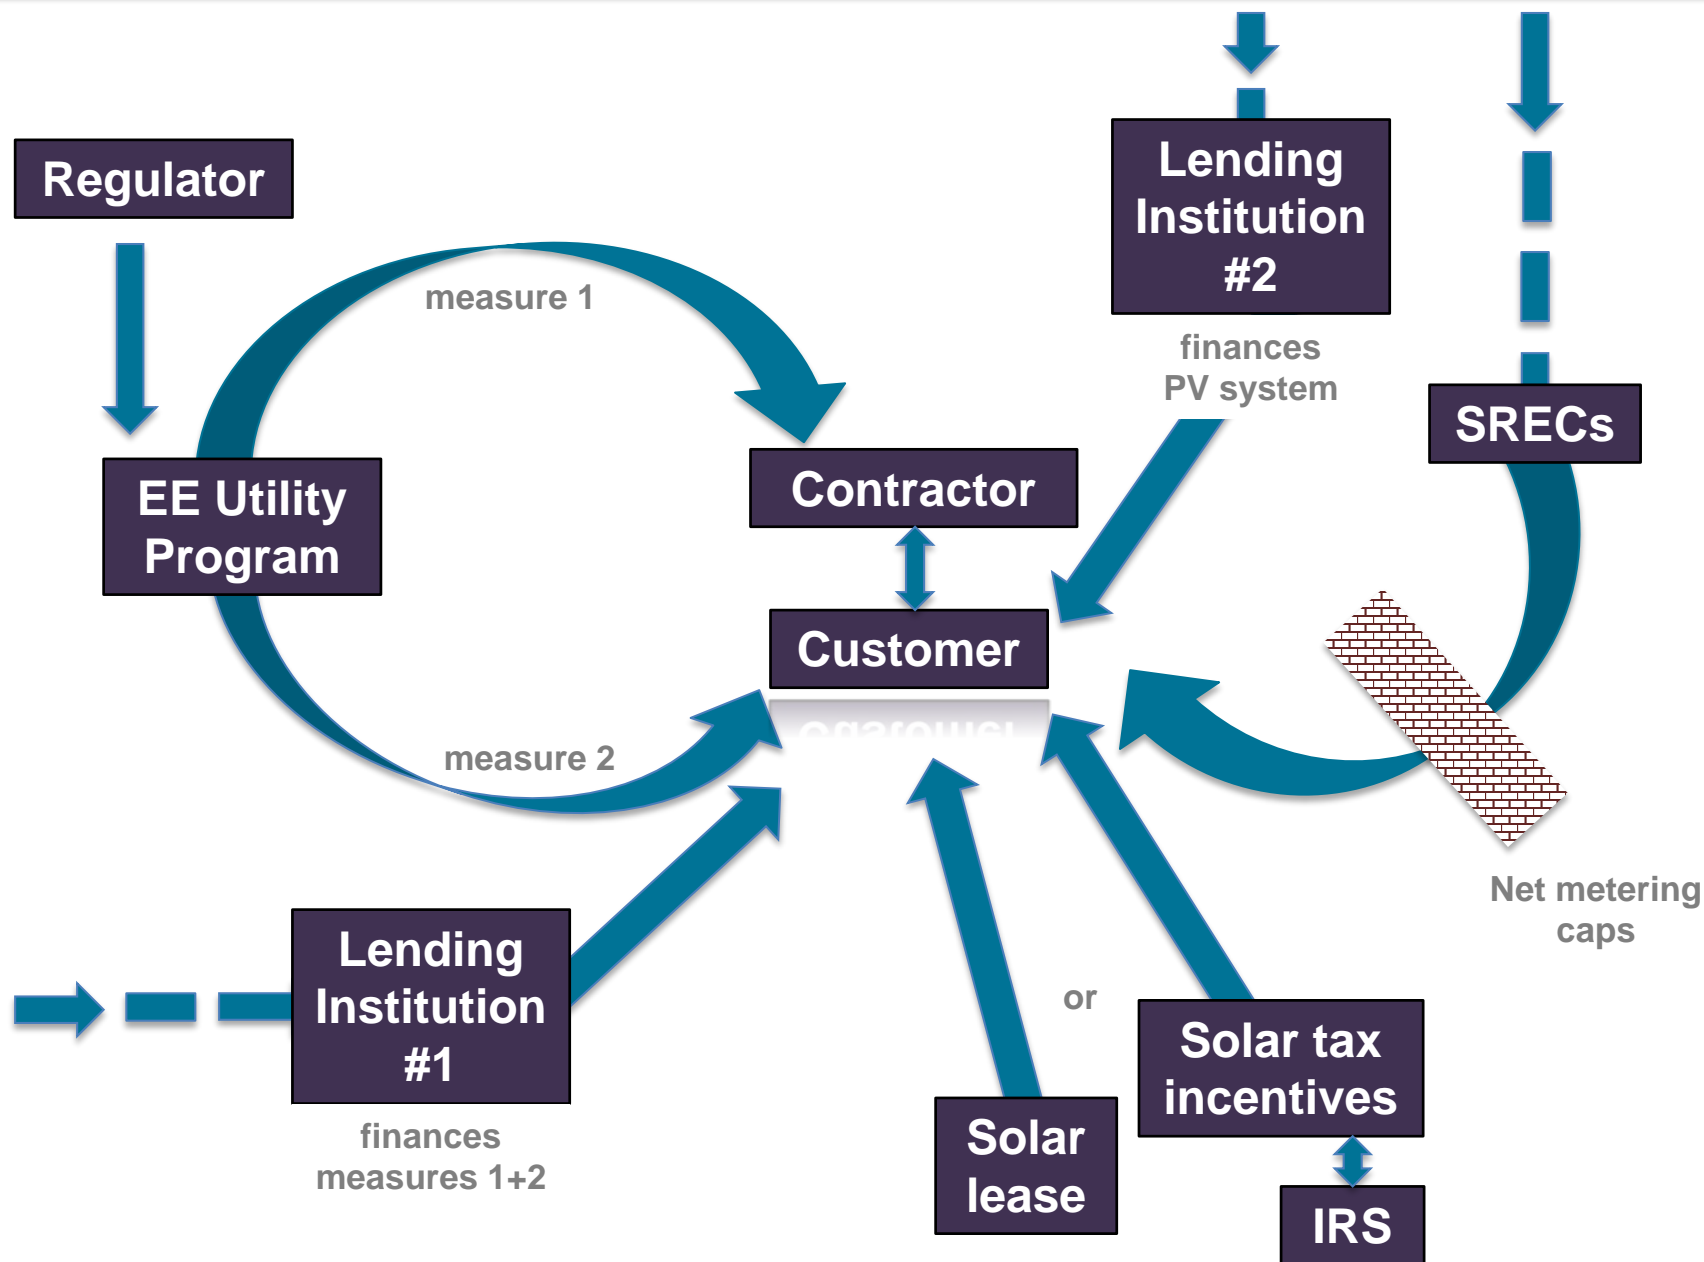 Regulator
measure 1
Lending
Institution
#2
finances
PV system
SRECs
EE Utility
Program
Contractor
Customer
measure 2
Net metering
caps
Lending
Institution
#1
finances
measures 1+2
or
Solar
lease
Solar tax
incentives
IRS